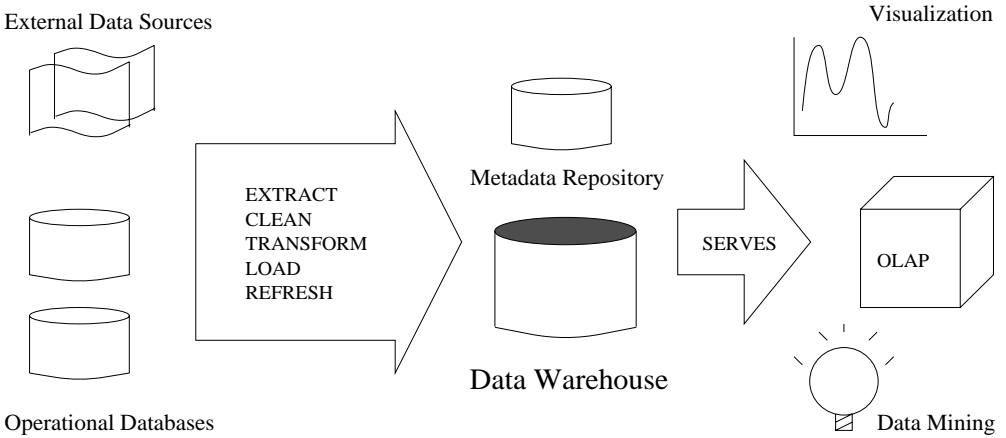 External Data Sources
Visualization
EXTRACT
CLEAN
TRANSFORM
LOAD
REFRESH
Metadata Repository
SERVES
OLAP
Data Warehouse
Operational Databases
Data Mining